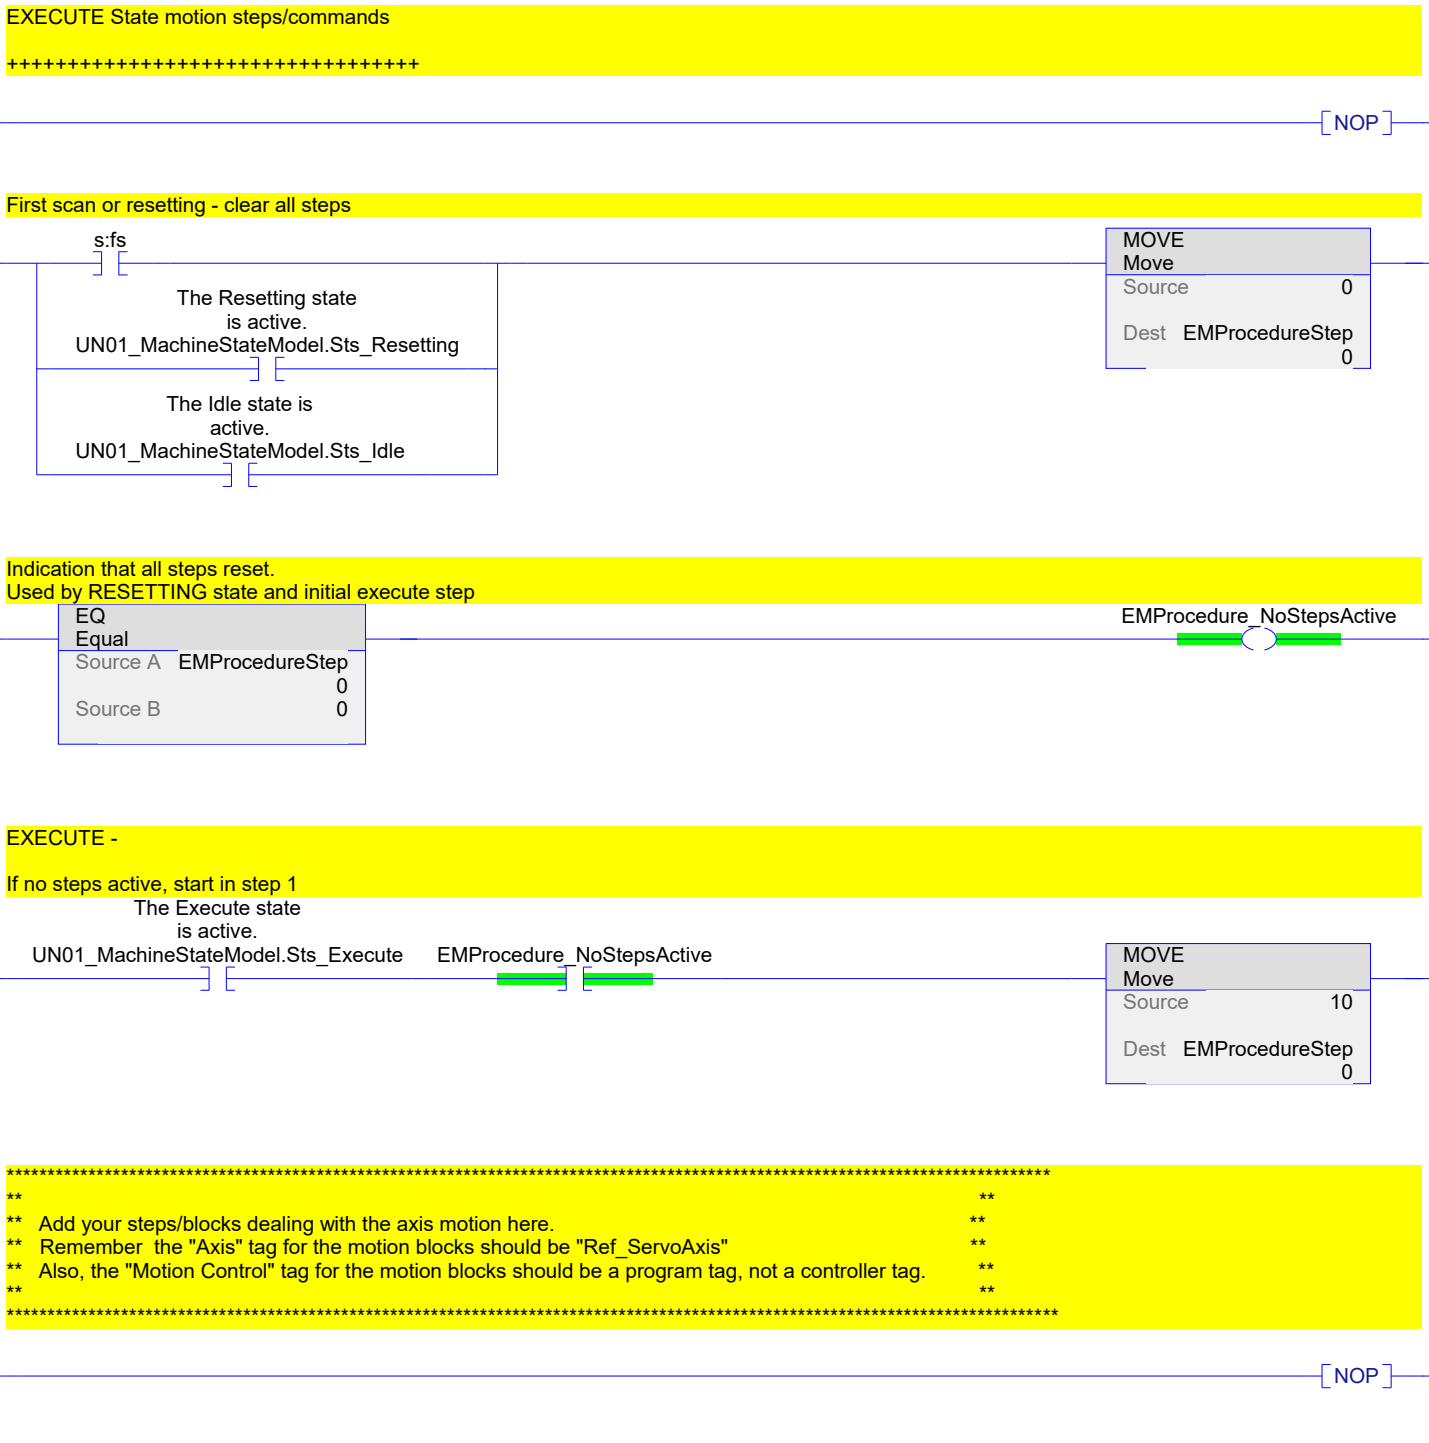 EXECUTE State motion steps/commands
++++++++++++++++++++++++++++++++++
NOP
First scan or resetting - clear all steps
s:fs
The Resetting state
is active.
UN01_MachineStateModel.Sts_Resetting
The Idle state is
active.
UN01_MachineStateModel.Sts_Idle
MOVE
Move
Source 0
Dest EMProcedureStep
0
Indication that all steps reset.
Used by RESETTING state and initial execute step
EQ
Equal
Source A EMProcedureStep
0
Source B 0
EMProcedure_NoStepsActive
EXECUTE -
If no steps active, start in step 1
The Execute state
is active.
UN01_MachineStateModel.Sts_Execute EMProcedure_NoStepsActive
MOVE
Move
Source 10
Dest EMProcedureStep
0
** **
** Add your steps/blocks dealing with the axis motion here. **
** Remember  the "Axis" tag for the motion blocks should be "Ref_ServoAxis" **
** Also, the "Motion Control" tag for the motion blocks should be a program tag, not a controller tag. **
** **
NOP